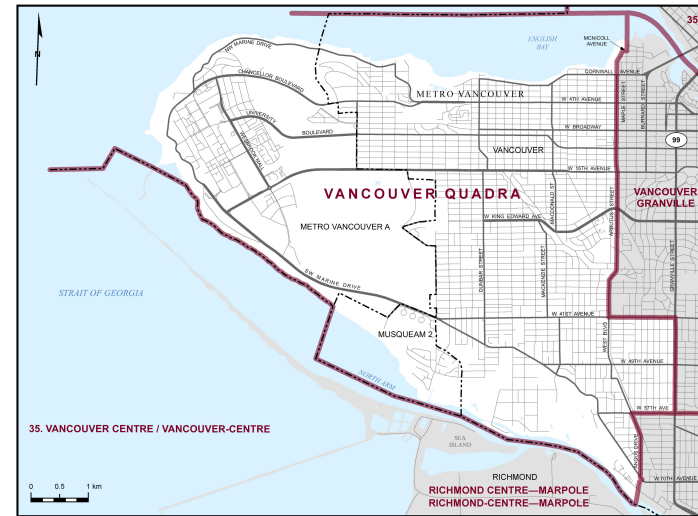 35
ENGLISH
BAY
MCNICOLL
AVENUE
NW MARINE DRIVE
CHANCELLOR BOULEVARD
CORNWALL AVENUE
METRO VANCOUVER
W 4TH AVENUE
MAPLE STREET
BURRARD STREET
UNIVERSITY
BOULEVARD
W BROADWAY
WESBROOK MALL
VANCOUVER
99
W 16TH AVENUE
VANCOUVER QUADRA
MACDONALD ST
VANCOUVER
GRANVILLE
METRO VANCOUVER A
W KING EDWARD AVE
ARBUTUS STREET
DUNBAR STREET
MACKENZIE STREET
GRANVILLE STREET
SW MARINE DRIVE
STRAIT OF GEORGIA
W 41ST AVENUE
MUSQUEAM 2
WEST BLVD
W 49TH AVENUE
NORTH ARM
W 57TH AVE
35. VANCOUVER CENTRE / VANCOUVER-CENTRE
SEA
ISLAND
ANGUS DRIVE
RICHMOND
W 70TH AVENUE
RICHMOND CENTRE—MARPOLE
RICHMOND-CENTRE—MARPOLE
N
0 0.5 1 km